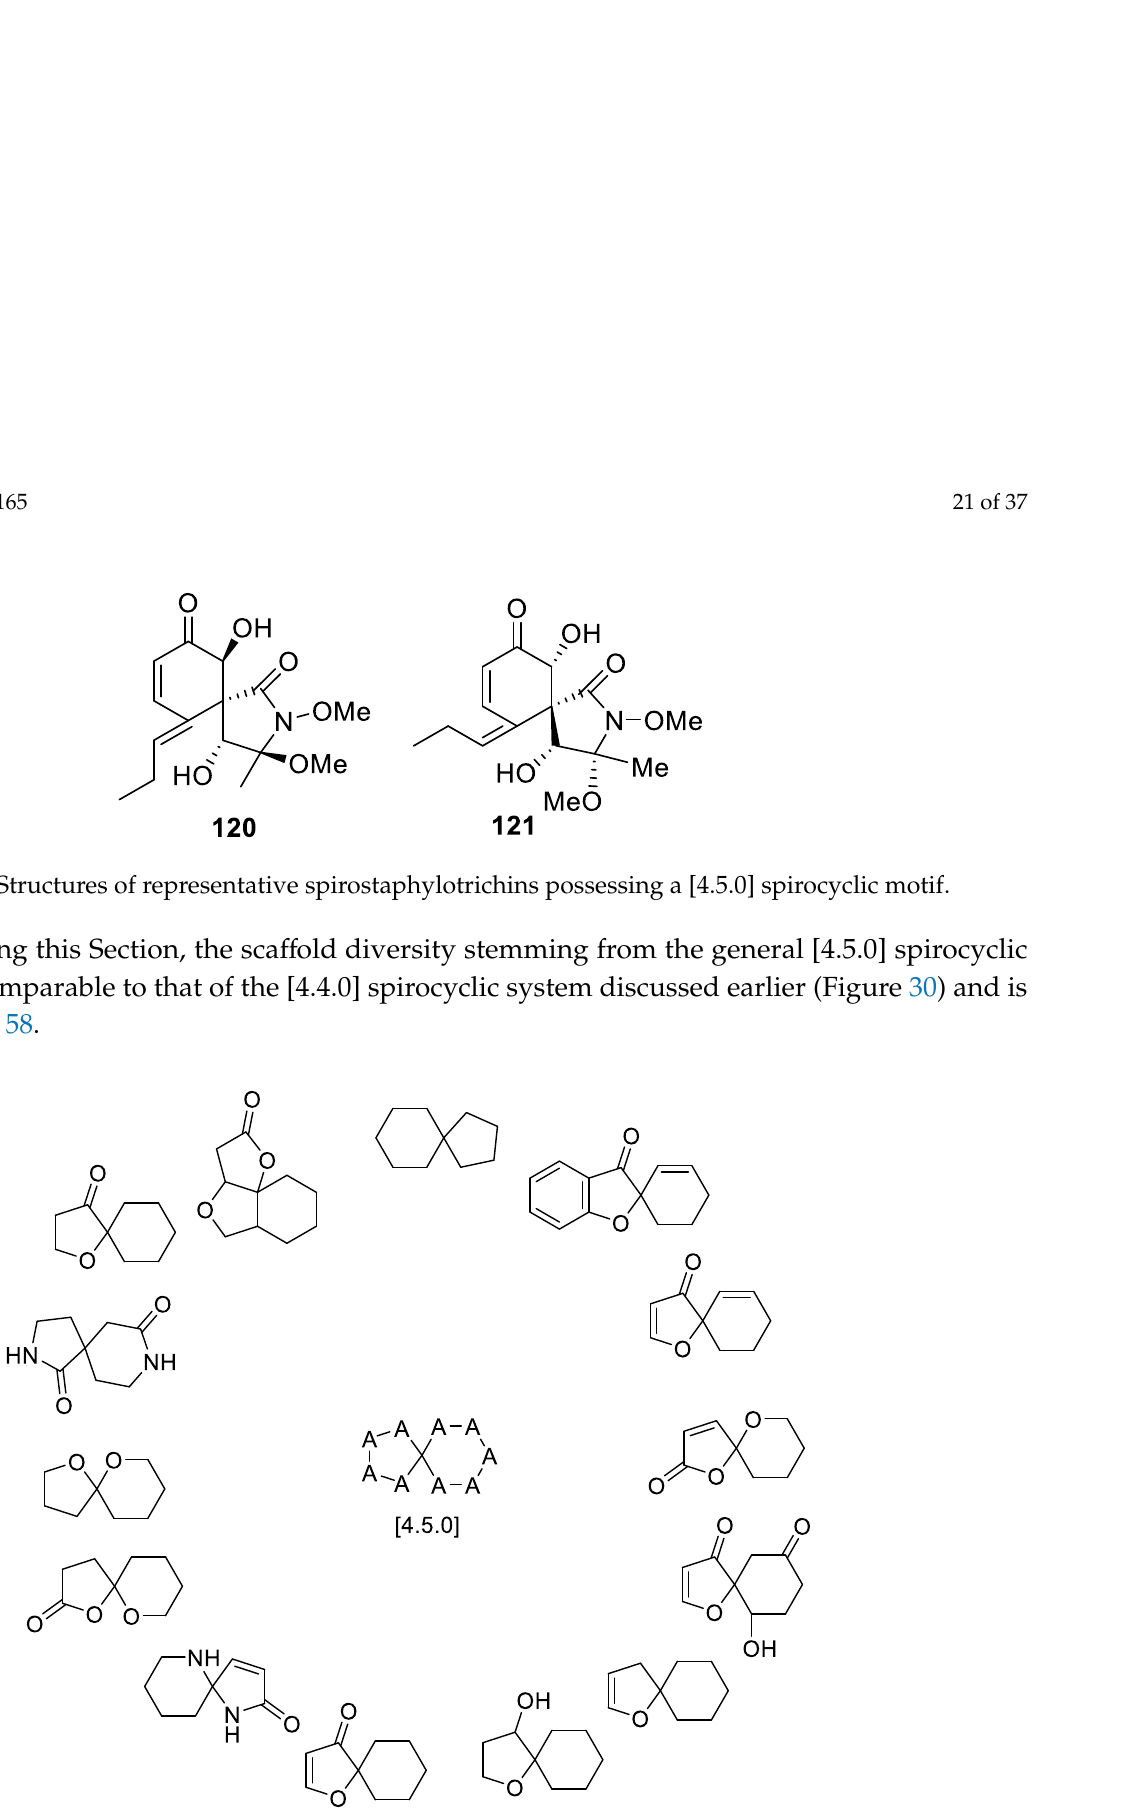 165
21 of 37
O
OH
O
N
OMe
HO
OMe
120
O
OH
O
N
OMe
HO
Me
MeO
121
Structures of representative spirostaphylotrichins possessing a [4.5.0] spirocyclic motif.
ng this Section, the scaffold diversity stemming from the general [4.5.0] spirocyclic
mparable to that of the [4.4.0] spirocyclic system discussed earlier (Figure 30) and is
58.
O
O
O
O
O
O
O
O
O
O
HN
O
NH
O
O
O
O
O
O
O
A A A A
A A
A A A A
[4.5.0]
O
O
O
O
O
O
OH
O
NH
N
H
O
O
O
OH
O
O